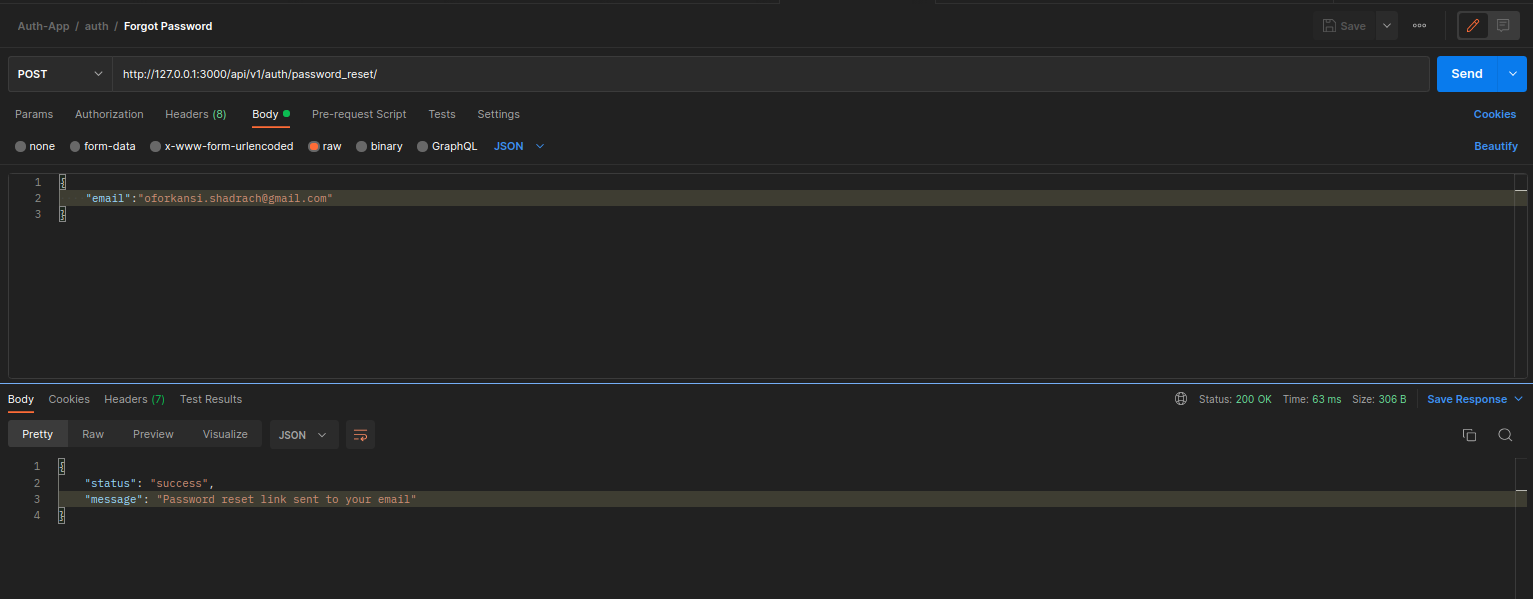 Auth-App / auth / Forgot Password
Save
POST
http://127.0.0.1:3000/api/v1/auth/password_reset/
Send
Params Authorization Headers (8) Body Pre-request Script Tests Settings
Cookies
none form-data x-www-form-urlencoded raw binary GraphQL JSON
Beautify
1 {
2 "email":"oforkansi.shadrach@gmail.com"
3 }
Body Cookies Headers (7) Test Results
Status: 200 OK Time: 63 ms Size: 306 B Save Response
Pretty Raw Preview Visualize JSON
1 {
2 "status": "success",
3 "message": "Password reset link sent to your email"
4 }